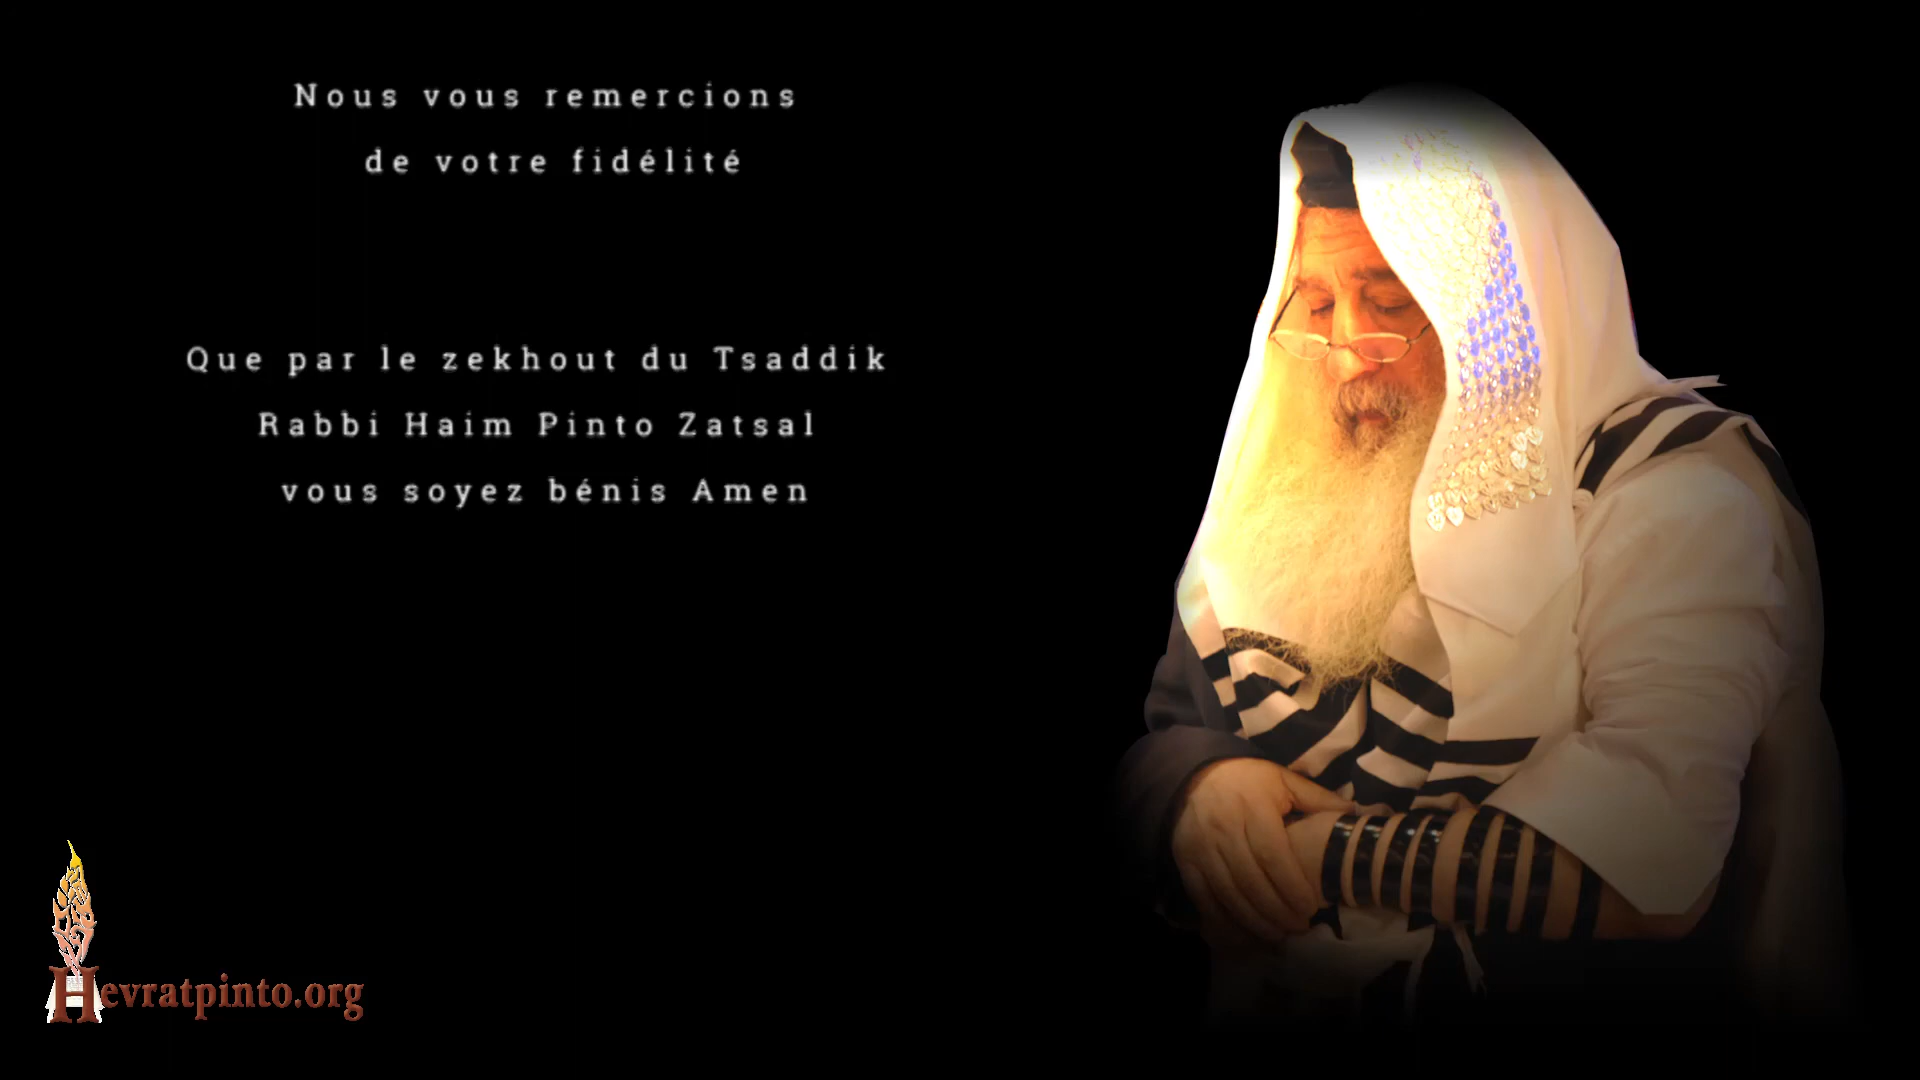 Nous vous remercions
de votre fidélité
Que par le zekhout du Tsaddik
Rabbi Haim Pinto Zatsal
vous soyez bénis Amen
Hevratpinto.org